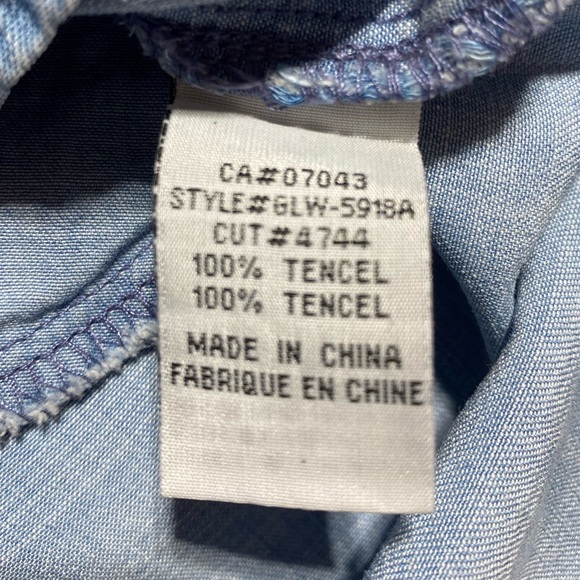 CA#07043
STYLE#GLW-5918A
CUT#4744
100% TENCEL
100% TENCEL
MADE IN CHINA
FABRIQUE EN CHINE